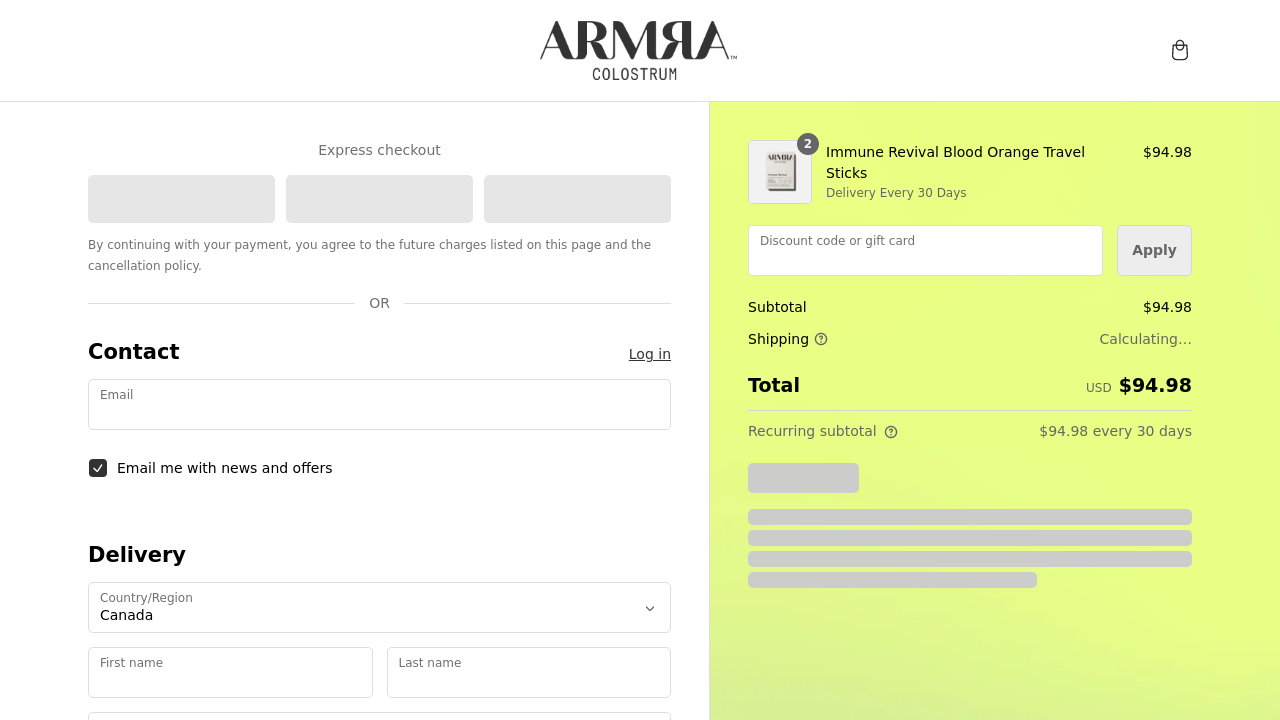 ARMRA™
COLOSTRUM
Express checkout
By continuing with your payment, you agree to the future charges listed on this page and the
cancellation policy.
OR
Contact
Log in
Email
Email me with news and offers
Delivery
Country/Region
Canada
First name
Last name
2
Immune Revival Blood Orange Travel
Sticks
$94.98
Delivery Every 30 Days
Discount code or gift card
Apply
Subtotal
$94.98
Shipping
Calculating…
Total
USD $94.98
Recurring subtotal
$94.98 every 30 days